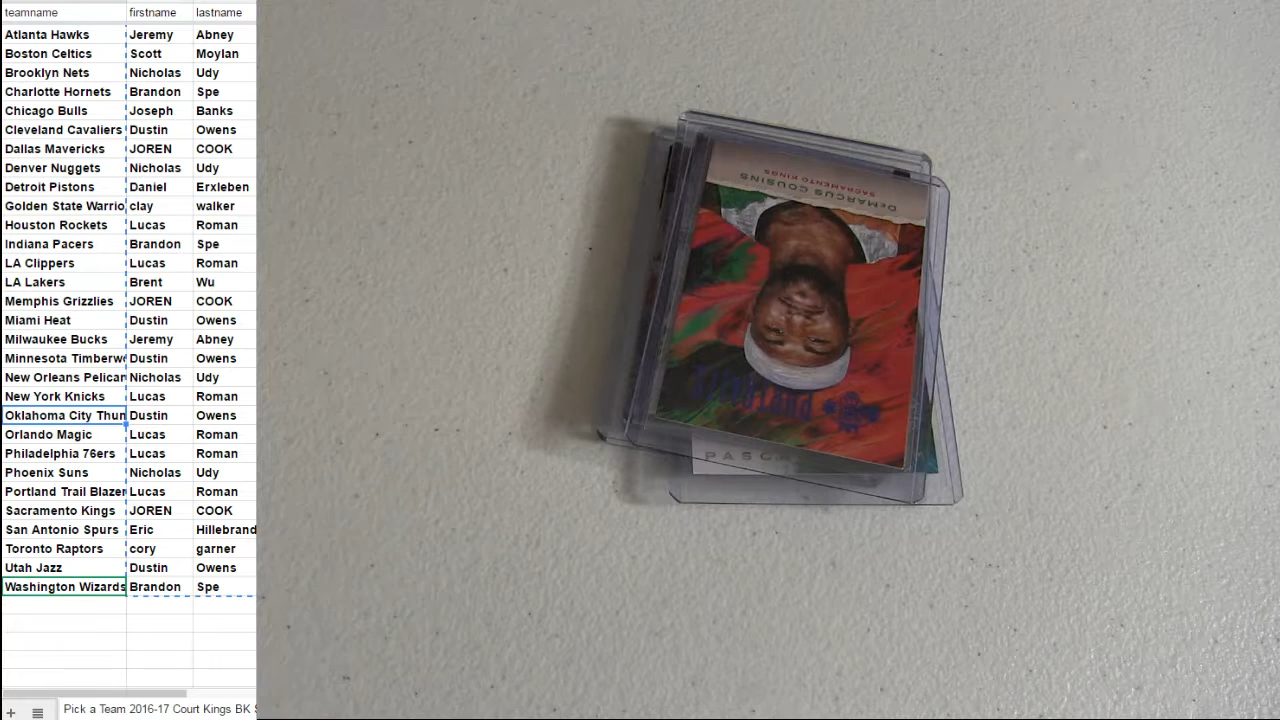 teamname firstname lastname
Atlanta Hawks Jeremy Abney
Boston Celtics Scott Moylan
Brooklyn Nets Nicholas Udy
Charlotte Hornets Brandon Spe
Chicago Bulls Joseph Banks
Cleveland Cavaliers Dustin Owens
Dallas Mavericks JOREN COOK
Denver Nuggets Nicholas Udy
Detroit Pistons Daniel Erxleben
Golden State Warrio clay walker
Houston Rockets Lucas Roman
Indiana Pacers Brandon Spe
LA Clippers Lucas Roman
LA Lakers Brent Wu
Memphis Grizzlies JOREN COOK
Miami Heat Dustin Owens
Milwaukee Bucks Jeremy Abney
Minnesota Timberw Dustin Owens
New Orleans Pelican Nicholas Udy
New York Knicks Lucas Roman
Oklahoma City Thun Dustin Owens
Orlando Magic Lucas Roman
Philadelphia 76ers Lucas Roman
Phoenix Suns Nicholas Udy
Portland Trail Blazer Lucas Roman
Sacramento Kings JOREN COOK
San Antonio Spurs Eric Hillebrand
Toronto Raptors cory garner
Utah Jazz Dustin Owens
Washington Wizards Brandon Spe
Pick a Team 2016-17 Court Kings BK S
SACRAMENTO KINGS
DeMARCUS COUSINS
PASC